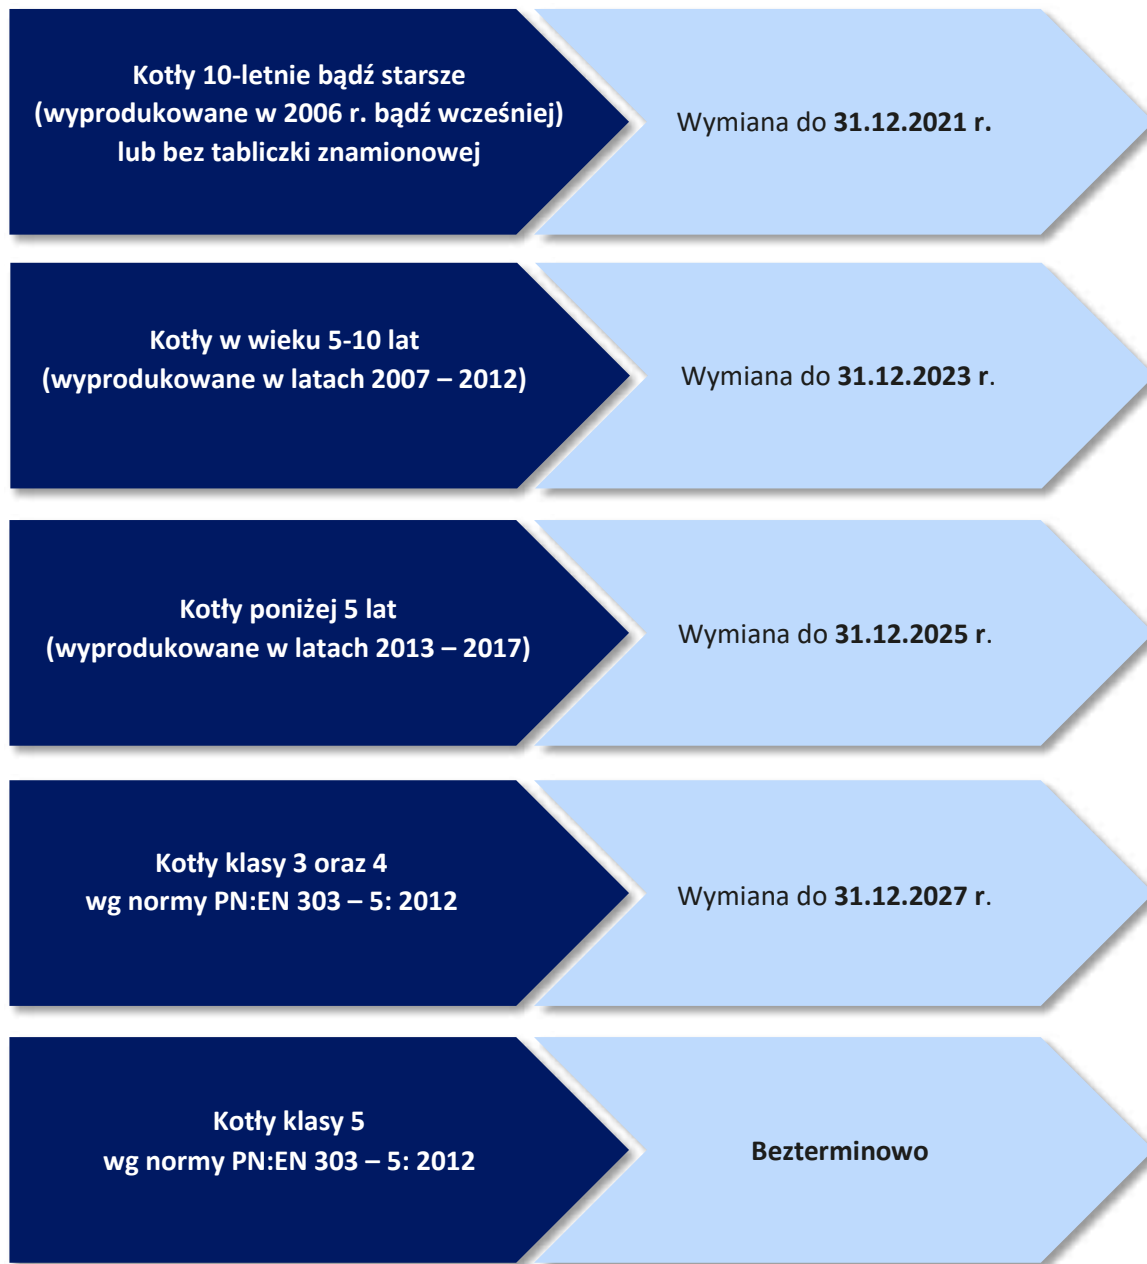 Kotły 10-letnie bądź starsze
(wyprodukowane w 2006 r. bądź wcześniej)
lub bez tabliczki znamionowej
Wymiana do 31.12.2021 r.
Kotły w wieku 5-10 lat
(wyprodukowane w latach 2007 – 2012)
Wymiana do 31.12.2023 r.
Kotły poniżej 5 lat
(wyprodukowane w latach 2013 – 2017)
Wymiana do 31.12.2025 r.
Kotły klasy 3 oraz 4
wg normy PN:EN 303 – 5: 2012
Wymiana do 31.12.2027 r.
Kotły klasy 5
wg normy PN:EN 303 – 5: 2012
Bezterminowo